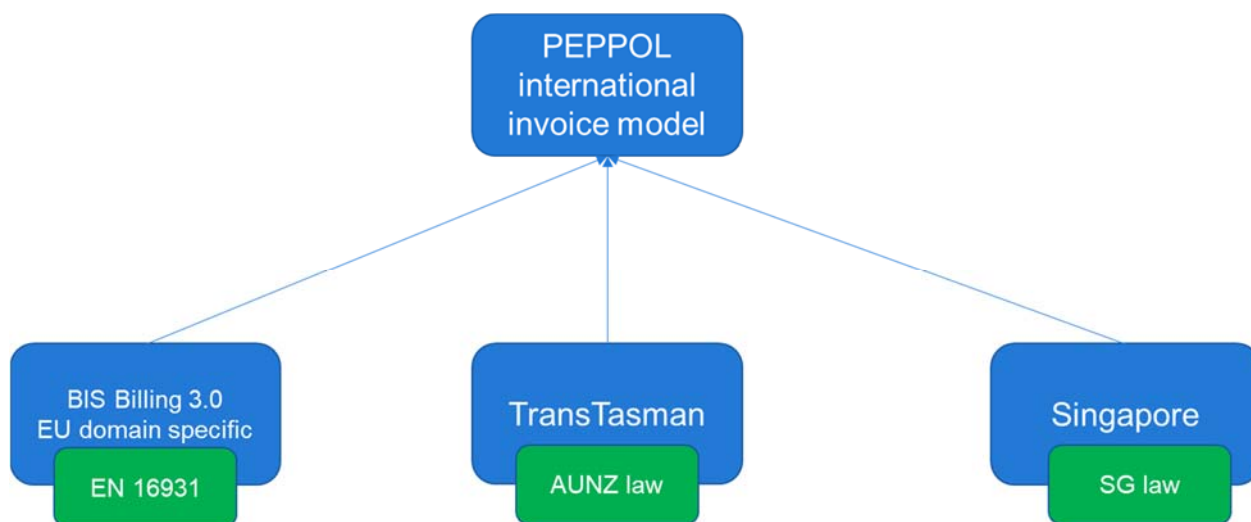 PEPPOL
international
invoice model
BIS Billing 3.0
EU domain specific
EN 16931
TransTasman
AUNZ law
Singapore
SG law